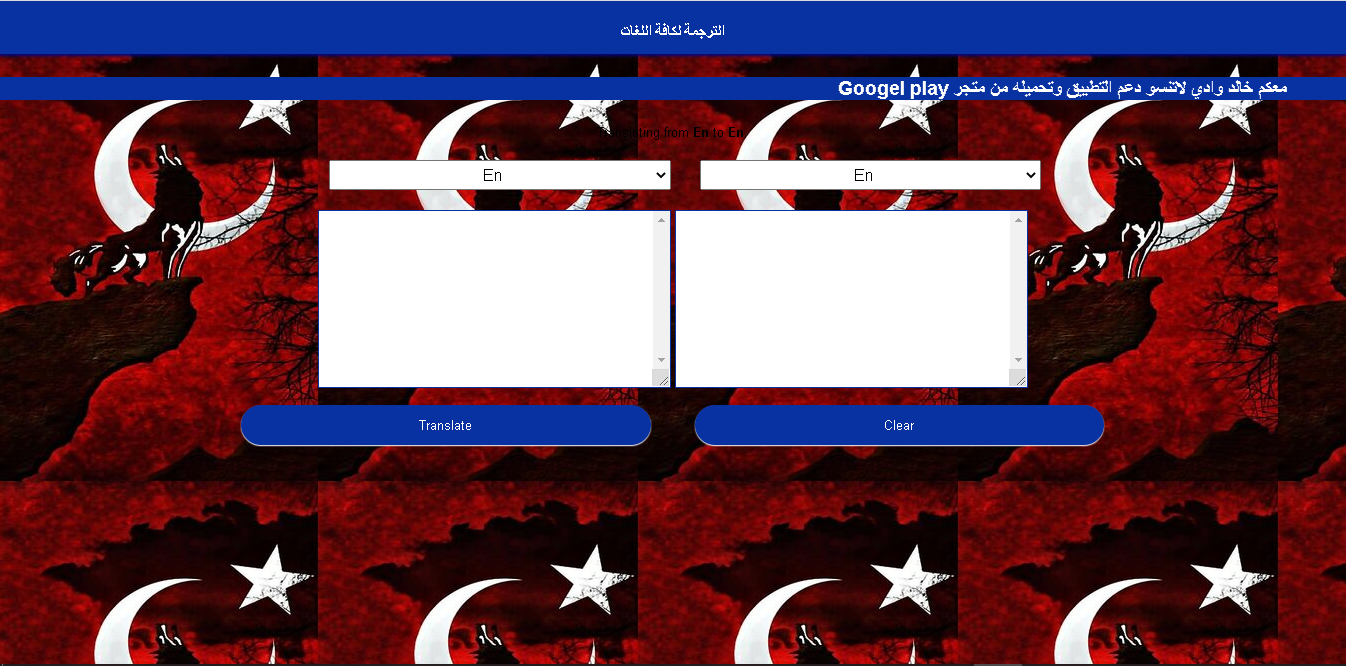 الترجمة لكافة اللغات
معكم خالد وادي لاتنسو دعم التطبيق وتحميله من متجر Googel play
Translating from En to En
En
En
Translate
Clear